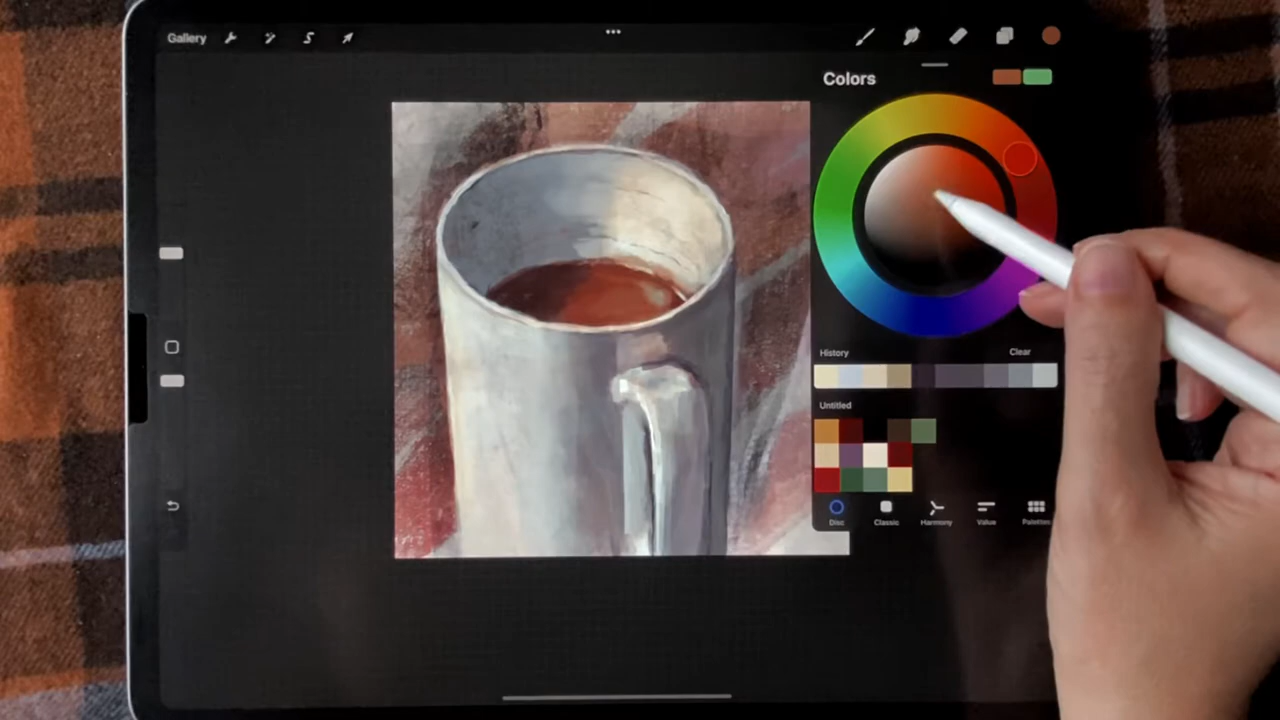 Gallery
Colors
History Clear
Untitled
Disc Classic Harmony Value Palettes